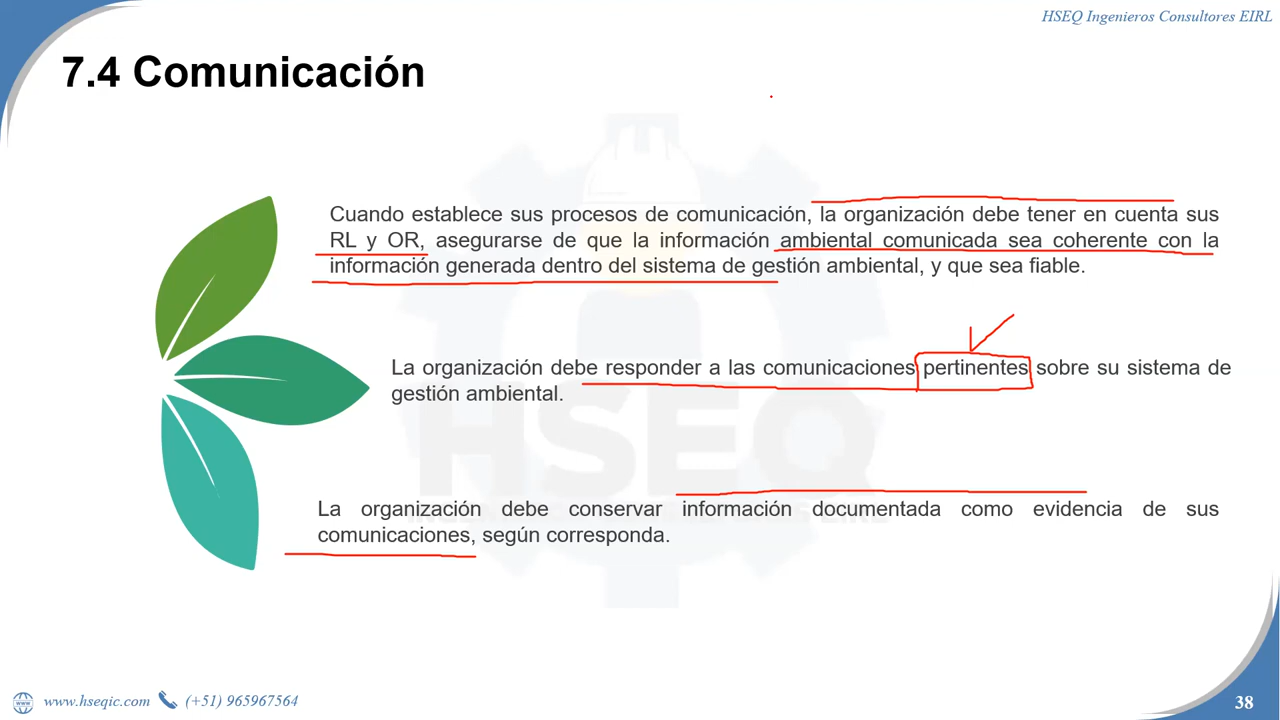 HSEQ Ingenieros Consultores EIRL
7.4 Comunicación
Cuando establece sus procesos de comunicación, la organización debe tener en cuenta sus
RL y OR, asegurarse de que la información ambiental comunicada sea coherente con la
información generada dentro del sistema de gestión ambiental, y que sea fiable.
La organización debe responder a las comunicaciones pertinentes sobre su sistema de
gestión ambiental.
HSEQ
La organización debe conservar información documentada como evidencia de sus
comunicaciones, según corresponda.
www.hseqic.com (+51) 965967564
38